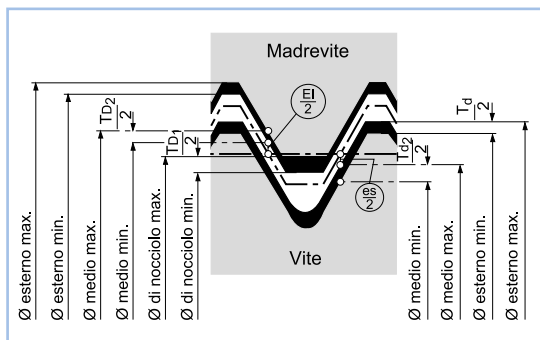 Madrevite
EI
2
T_D2
2
T_D1
2
T_d
2
T_d2
2
es
2
Vite
Ø esterno max.
Ø esterno min.
Ø medio max.
Ø medio min.
Ø di nocciolo max.
Ø di nocciolo min.
Ø medio min.
Ø medio max.
Ø esterno min.
Ø esterno max.